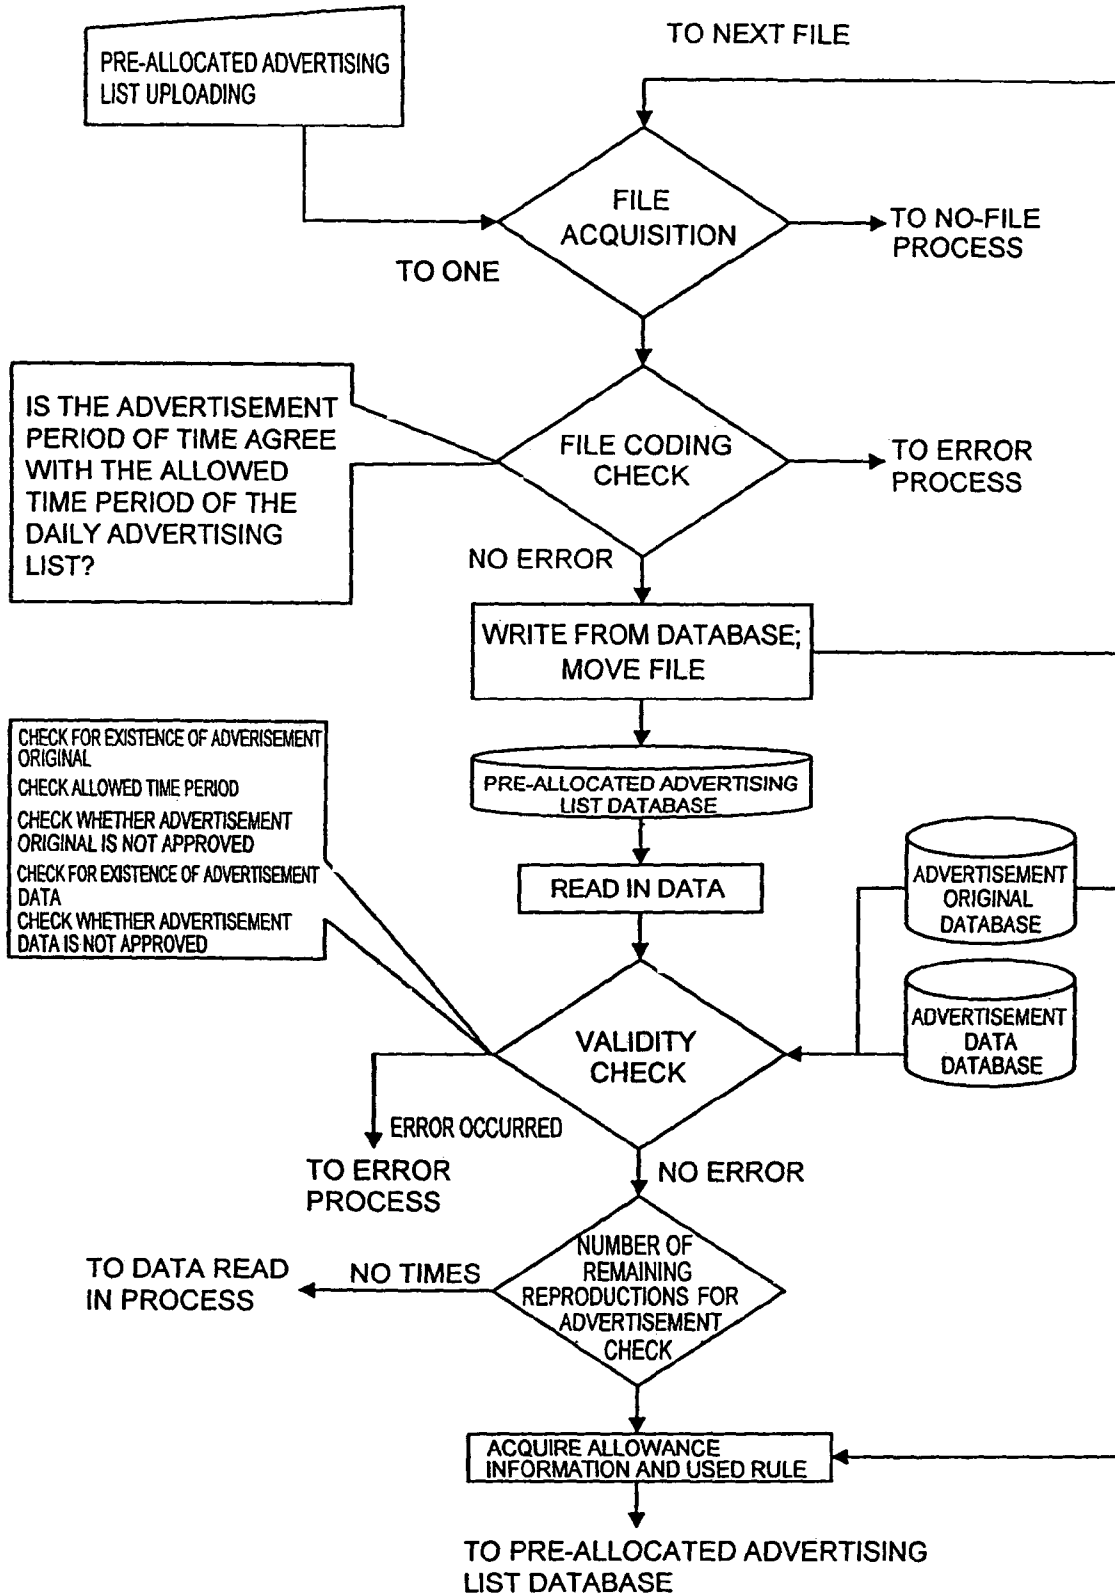 TO NEXT FILE
PRE-ALLOCATED ADVERTISING
LIST UPLOADING
FILE
ACQUISITION
TO NO-FILE
PROCESS
TO ONE
IS THE ADVERTISEMENT
PERIOD OF TIME AGREE
WITH THE ALLOWED
TIME PERIOD OF THE
DAILY ADVERTISING
LIST?
FILE CODING
CHECK
TO ERROR
PROCESS
NO ERROR
WRITE FROM DATABASE;
MOVE FILE
CHECK FOR EXISTENCE OF ADVERISEMENT
ORIGINAL
CHECK ALLOWED TIME PERIOD
CHECK WHETHER ADVERTISEMENT
ORIGINAL IS NOT APPROVED
CHECK FOR EXISTENCE OF ADVERTISEMENT
DATA
CHECK WHETHER ADVERTISEMENT
DATA IS NOT APPROVED
PRE-ALLOCATED ADVERTISING
LIST DATABASE
READ IN DATA
ADVERTISEMENT
ORIGINAL
DATABASE
ADVERTISEMENT
DATA
DATABASE
VALIDITY
CHECK
ERROR OCCURRED
TO ERROR
PROCESS
NO ERROR
NUMBER OF
REMAINING
REPRODUCTIONS FOR
ADVERTISEMENT
CHECK
NO TIMES
TO DATA READ
IN PROCESS
ACQUIRE ALLOWANCE
INFORMATION AND USED RULE
TO PRE-ALLOCATED ADVERTISING
LIST DATABASE